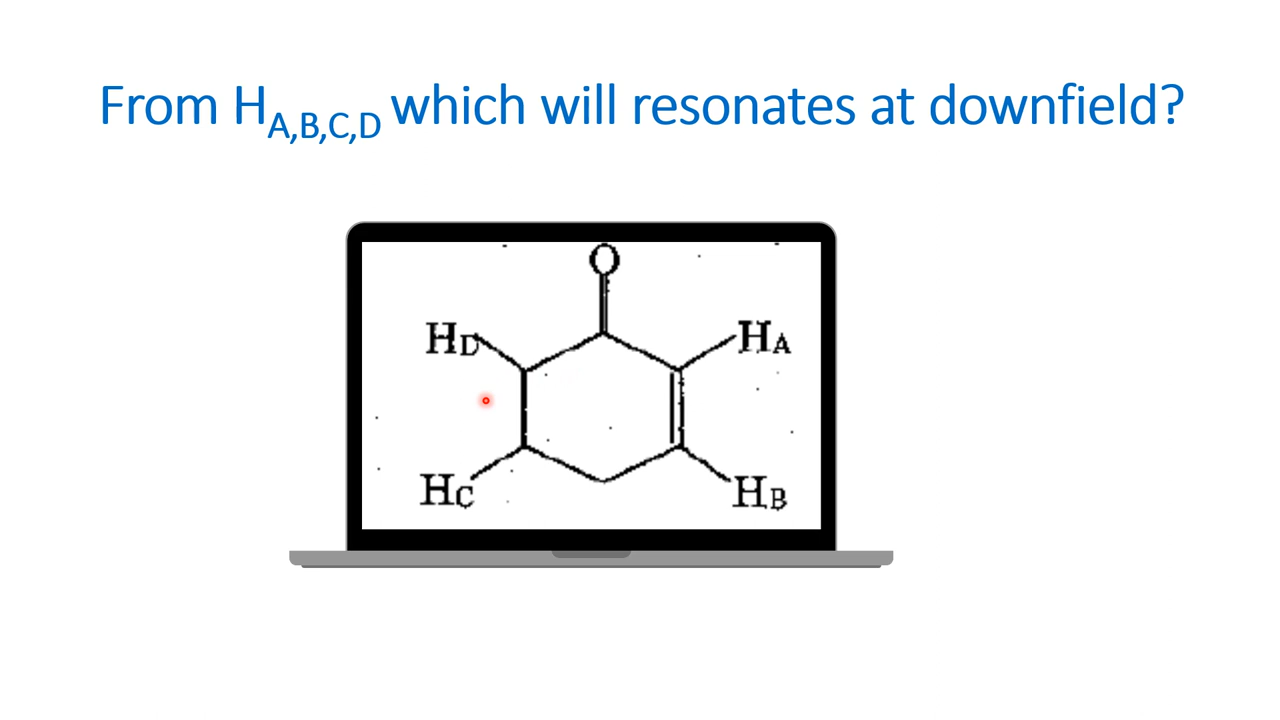 From HA,B,C,D which will resonates at downfield?
O
HD HA
HC HB